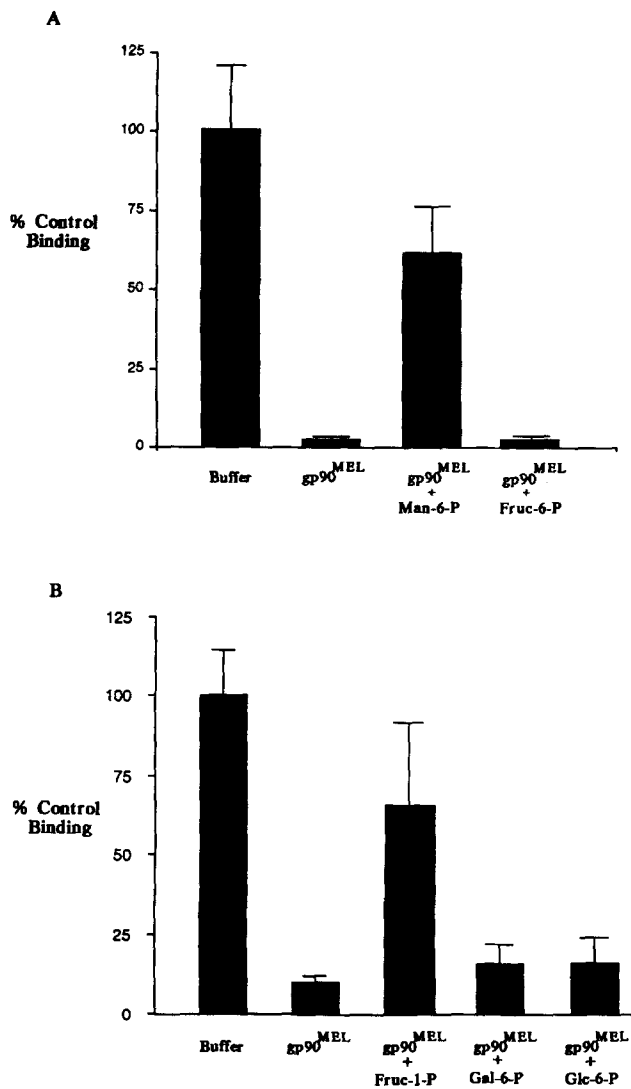 A
125
100
75
% Control
Binding
50
25
0
Buffer
gp90MEL
gp90MEL
+
Man-6-P
gp90MEL
+
Fruc-6-P
B
125
100
75
% Control
Binding
50
25
0
Buffer
gp90MEL
gp90MEL
+
Fruc-1-P
gp90MEL
+
Gal-6-P
gp90MEL
+
Glc-6-P